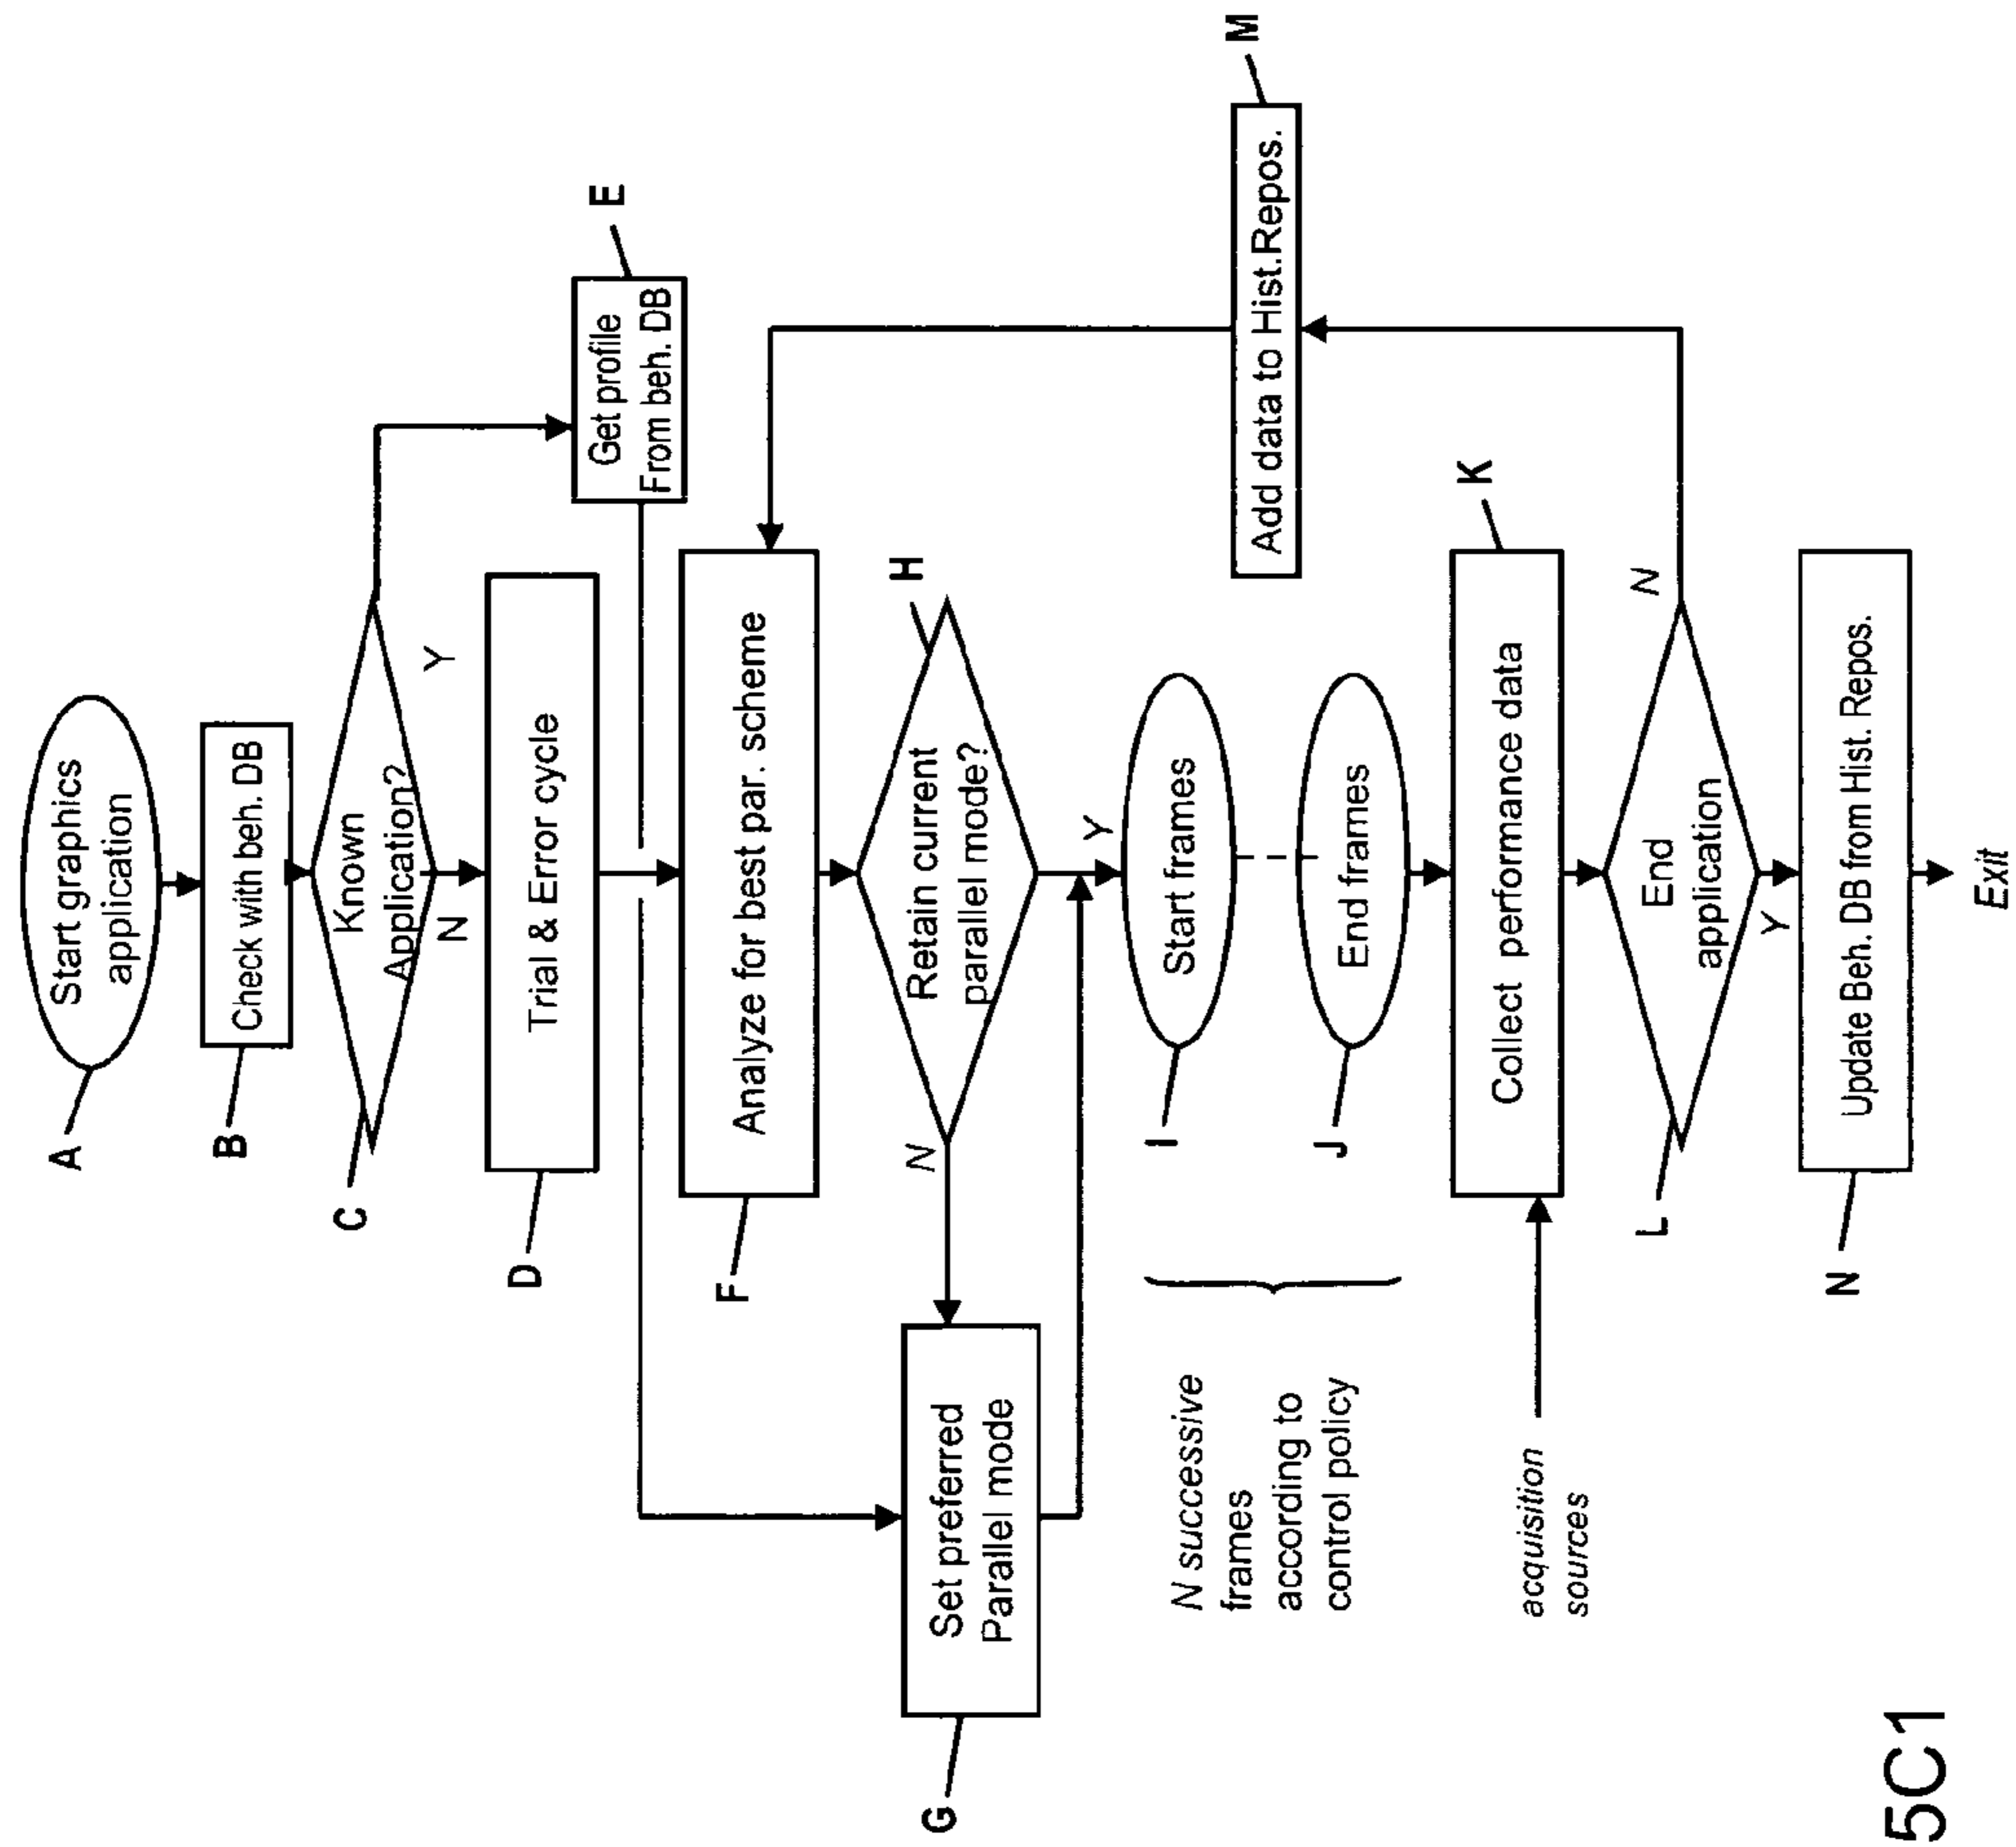 A
Start graphics
application
B
Check with beh. DB
C
Known
Application?
Y
N
E
Get profile
From beh. DB
D
Trial & Error cycle
F
Analyze for best par. scheme
H
Retain current
parallel mode?
N
Y
G
Set preferred
Parallel mode
I
Start frames
N successive
frames
according to
control policy
J
End frames
M
Add data to Hist.Repos.
K
Collect performance data
acquisition
sources
L
End
application
N
Y
N
Update Beh. DB from Hist. Repos.
Exit
5C1